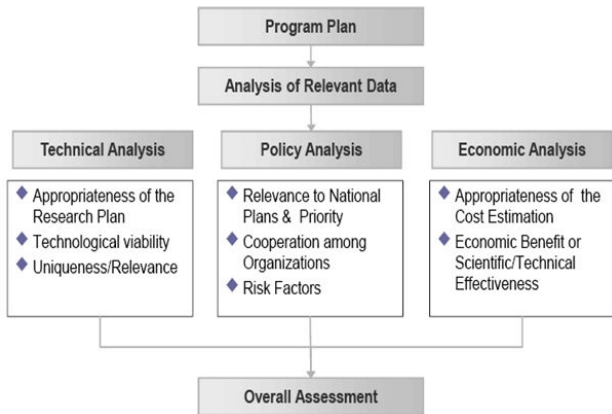 Program Plan
Analysis of Relevant Data
Technical Analysis
Appropriateness of the
Research Plan
Technological viability
Uniqueness/Relevance
Policy Analysis
Relevance to National
Plans & Priority
Cooperation among
Organizations
Risk Factors
Economic Analysis
Appropriateness of the
Cost Estimation
Economic Benefit or
Scientific/Technical
Effectiveness
Overall Assessment